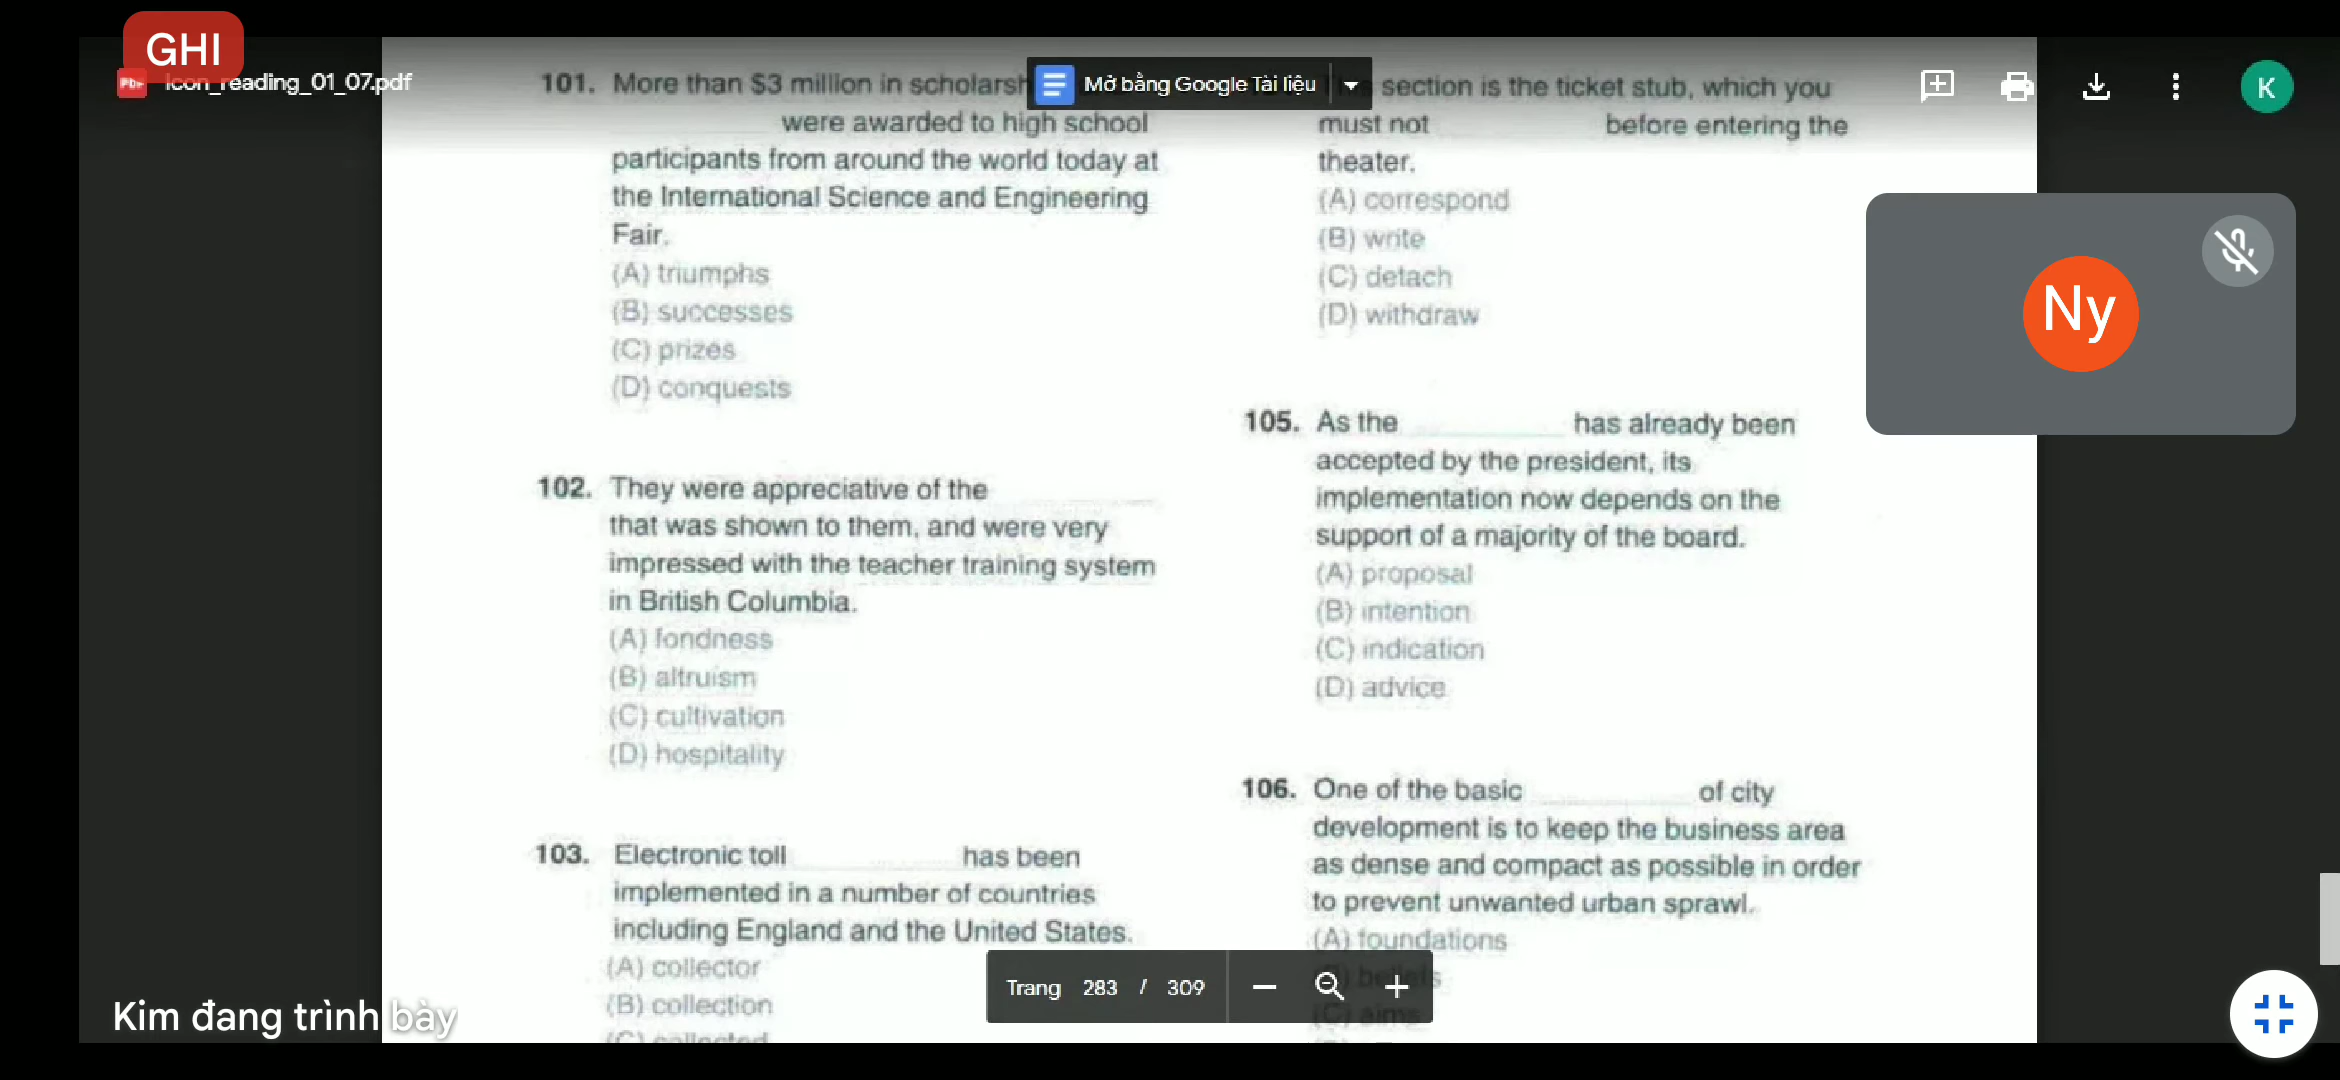 GHI
Icon_reading_01_07.pdf
Mở bằng Google Tài liệu
K
Ny
101. More than $3 million in scholarsh
were awarded to high school
participants from around the world today at
the International Science and Engineering
Fair.
(A) triumphs
(B) successes
(C) prizes
(D) conquests
102. They were appreciative of the
that was shown to them, and were very
impressed with the teacher training system
in British Columbia.
(A) fondness
(B) altruism
(C) cultivation
(D) hospitality
103. Electronic toll has been
implemented in a number of countries
including England and the United States.
(A) collector
(B) collection
(C) collected
section is the ticket stub, which you
must not before entering the
theater.
(A) correspond
(B) write
(C) detach
(D) withdraw
105. As the has already been
accepted by the president, its
implementation now depends on the
support of a majority of the board.
(A) proposal
(B) intention
(C) indication
(D) advice
106. One of the basic of city
development is to keep the business area
as dense and compact as possible in order
to prevent unwanted urban sprawl.
(A) foundations
(B) beliefs
(C) aims
Trang 283 / 309
Kim đang trình bày